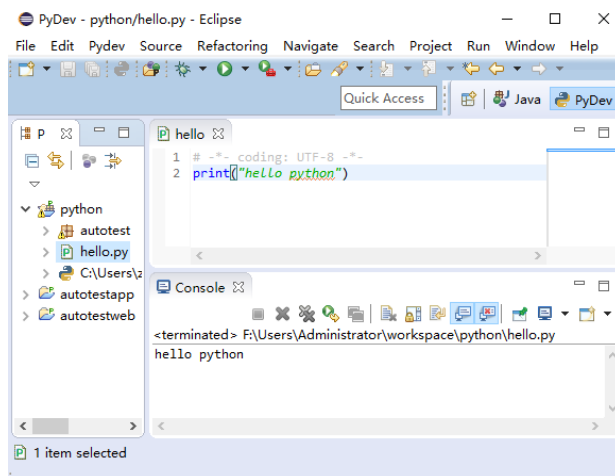 PyDev - python/hello.py - Eclipse
File Edit Pydev Source Refactoring Navigate Search Project Run Window Help
Quick Access
Java
PyDev
P
hello
1 # -*- coding: UTF-8 -*-
2 print("hello python")
python
autotest
hello.py
C:\Users\z
autotestapp
autotestweb
Console
<terminated> F:\Users\Administrator\workspace\python\hello.py
hello python
1 item selected